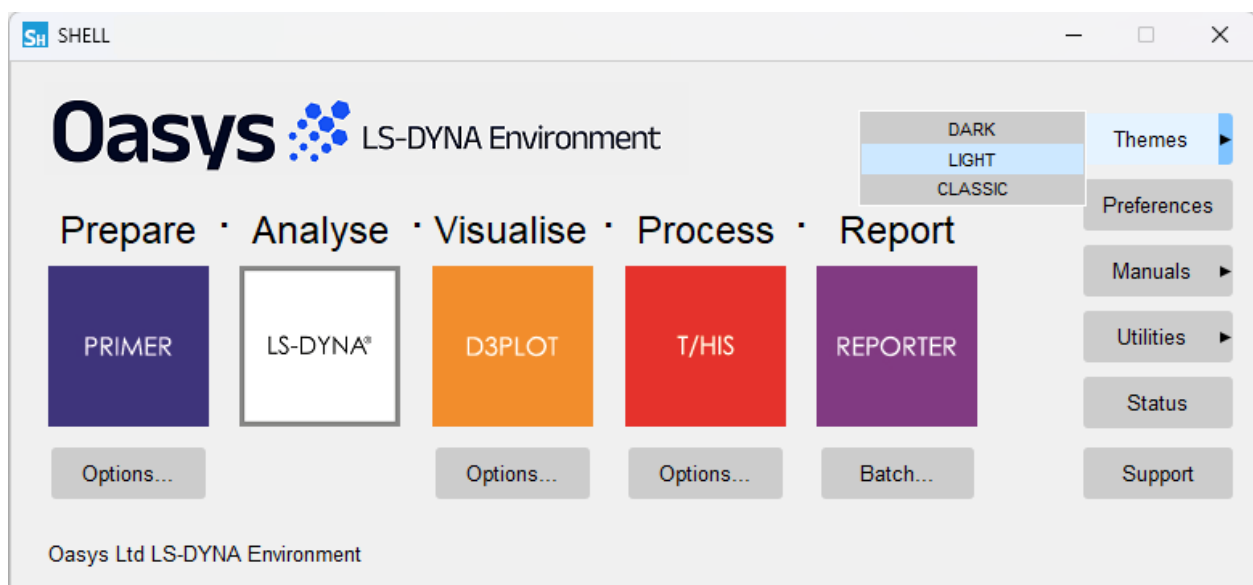 SH SHELL
Oasys LS-DYNA Environment
DARK
LIGHT
CLASSIC
Themes
Preferences
Manuals
Utilities
Status
Support
Prepare · Analyse · Visualise · Process · Report
PRIMER LS-DYNA® D3PLOT T/HIS REPORTER
Options... Options... Options... Batch...
Oasys Ltd LS-DYNA Environment